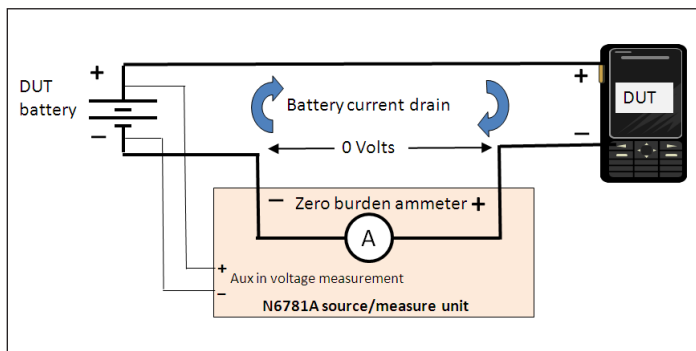 DUT
battery
+
−
Battery current drain
0 Volts
+
−
DUT
− Zero burden ammeter +
A
+
Aux in voltage measurement
−
N6781A source/measure unit